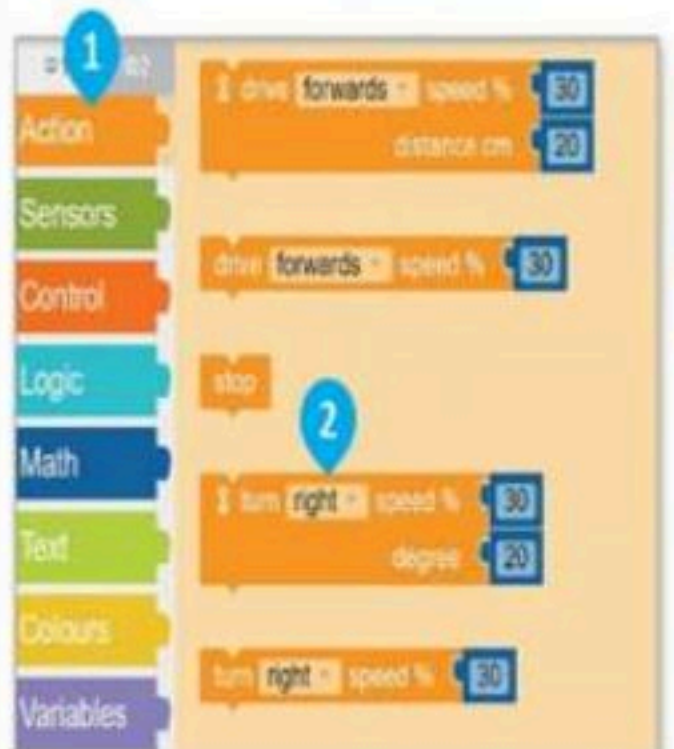 1
Action
Sensors
Control
Logic
Math
Text
Colours
Variables
drive forwards speed % 30
distance cm 20
drive forwards speed % 30
stop
2
turn right speed % 30
degree 20
turn right speed % 30